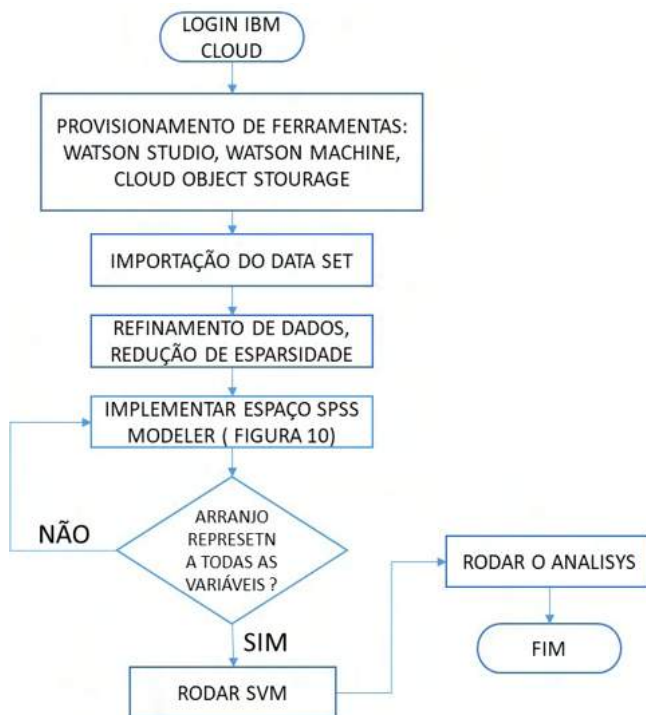 LOGIN IBM
CLOUD
PROVISIONAMENTO DE FERRAMENTAS:
WATSON STUDIO, WATSON MACHINE,
CLOUD OBJECT STOURAGE
IMPORTAÇÃO DO DATA SET
REFINAMENTO DE DADOS,
REDUÇÃO DE ESPARSIDADE
IMPLEMENTAR ESPAÇO SPSS
MODELER ( FIGURA 10)
ARRANJO
REPRESETN
A TODAS AS
VARIÁVEIS ?
NÃO
SIM
RODAR SVM
RODAR O ANALISYS
FIM